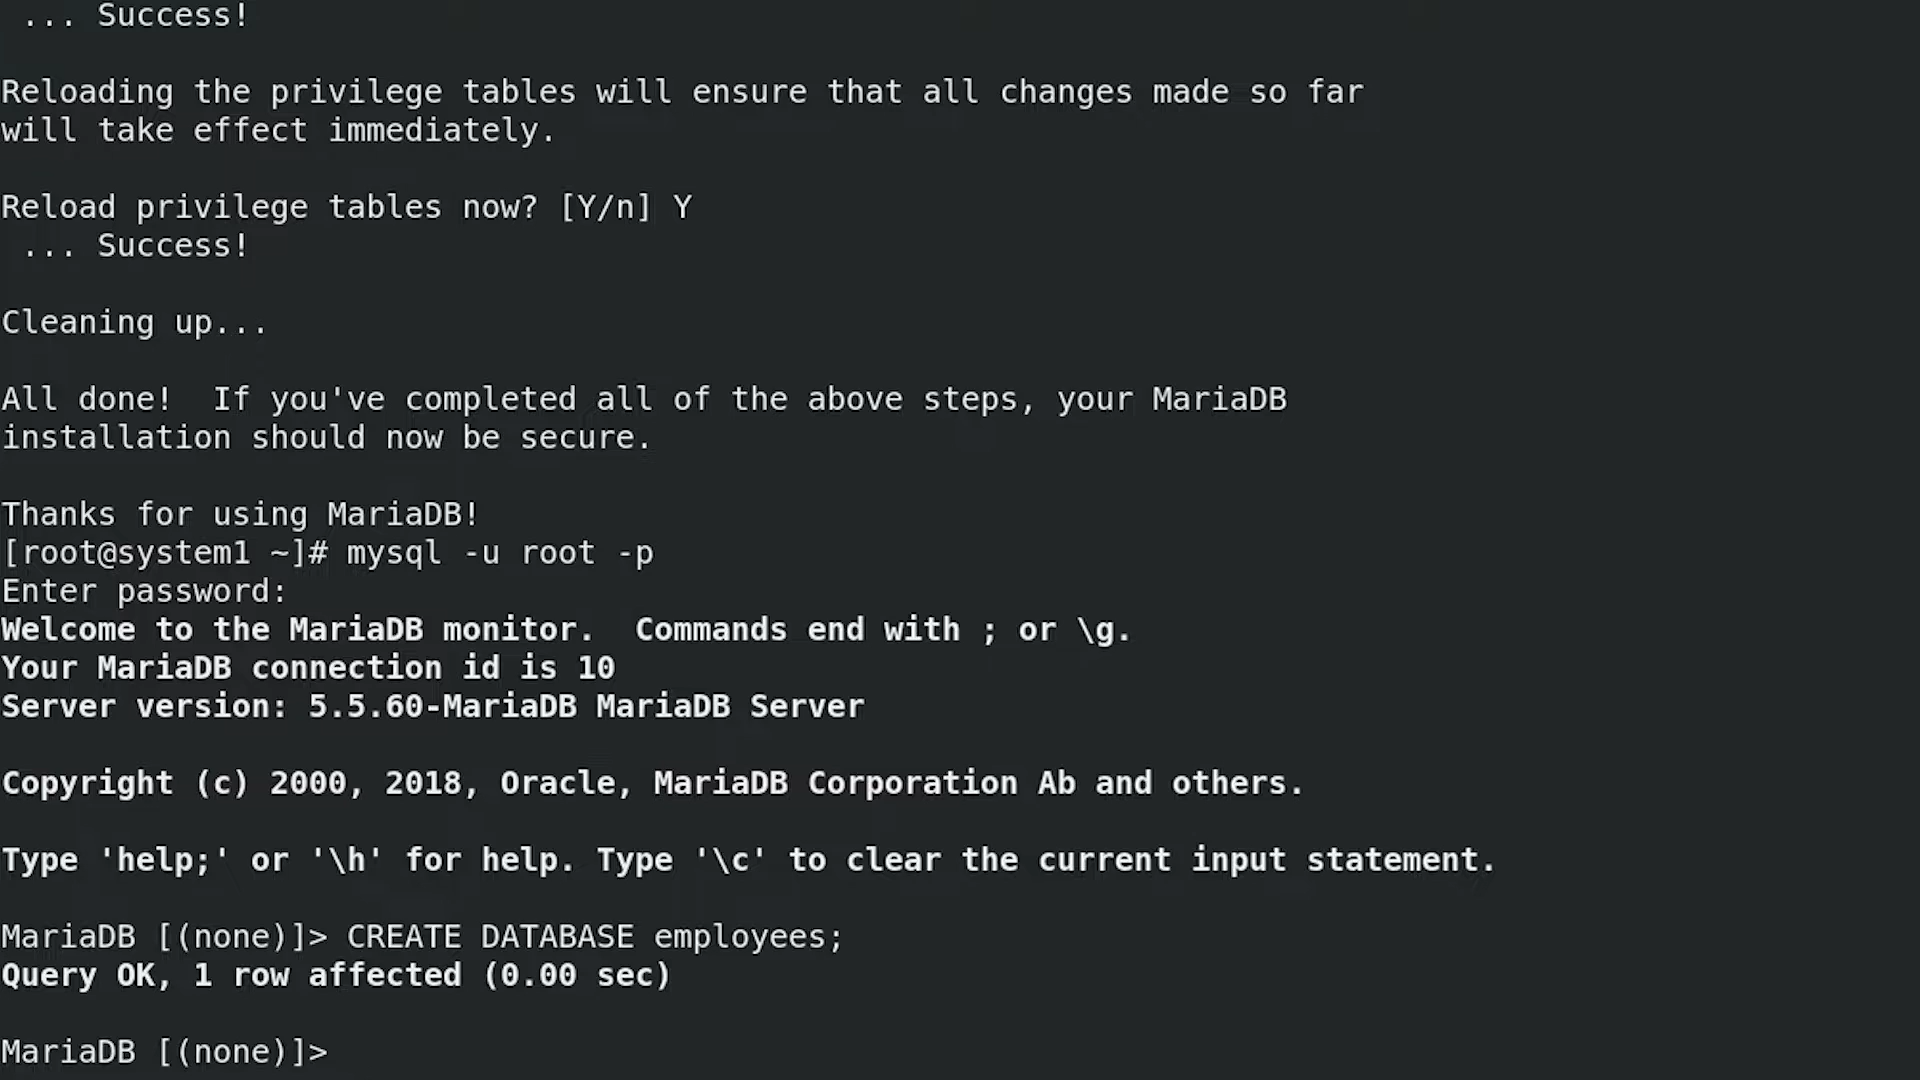 ... Success!
Reloading the privilege tables will ensure that all changes made so far
will take effect immediately.
Reload privilege tables now? [Y/n] Y
... Success!
Cleaning up...
All done!  If you've completed all of the above steps, your MariaDB
installation should now be secure.
Thanks for using MariaDB!
[root@system1 ~]# mysql -u root -p
Enter password:
Welcome to the MariaDB monitor.  Commands end with ; or \g.
Your MariaDB connection id is 10
Server version: 5.5.60-MariaDB MariaDB Server
Copyright (c) 2000, 2018, Oracle, MariaDB Corporation Ab and others.
Type 'help;' or '\h' for help. Type '\c' to clear the current input statement.
MariaDB [(none)]> CREATE DATABASE employees;
Query OK, 1 row affected (0.00 sec)
MariaDB [(none)]>